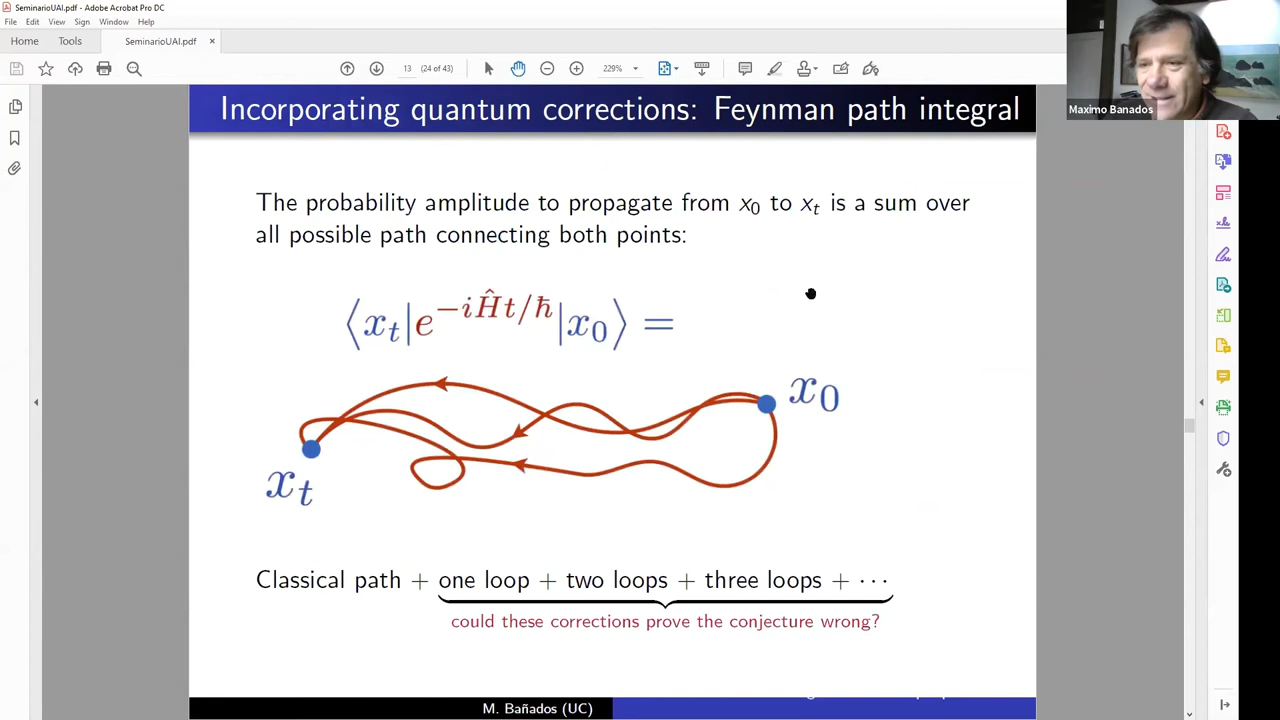 SeminarioUAI.pdf - Adobe Acrobat Pro DC
File Edit View Sign Window Help
Home Tools SeminarioUAI.pdf ×
13 (24 of 43) 229%
Maximo Banados
Incorporating quantum corrections: Feynman path integral
The probability amplitude to propagate from x₀ to xₜ is a sum over
all possible path connecting both points:
⟨xₜ|e^{−iĤt/ħ}|x₀⟩ =
x₀
xₜ
Classical path + one loop + two loops + three loops + ···
could these corrections prove the conjecture wrong?
M. Bañados (UC)